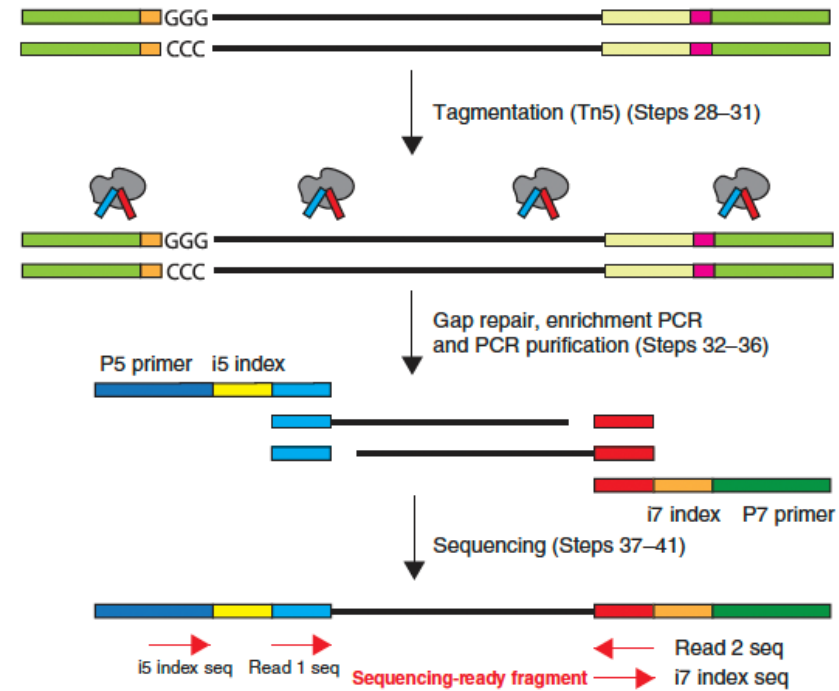 GGG
CCC
Tagmentation (Tn5) (Steps 28–31)
GGG
CCC
Gap repair, enrichment PCR
and PCR purification (Steps 32–36)
P5 primer i5 index
i7 index P7 primer
Sequencing (Steps 37–41)
i5 index seq Read 1 seq
Read 2 seq
Sequencing-ready fragment
i7 index seq